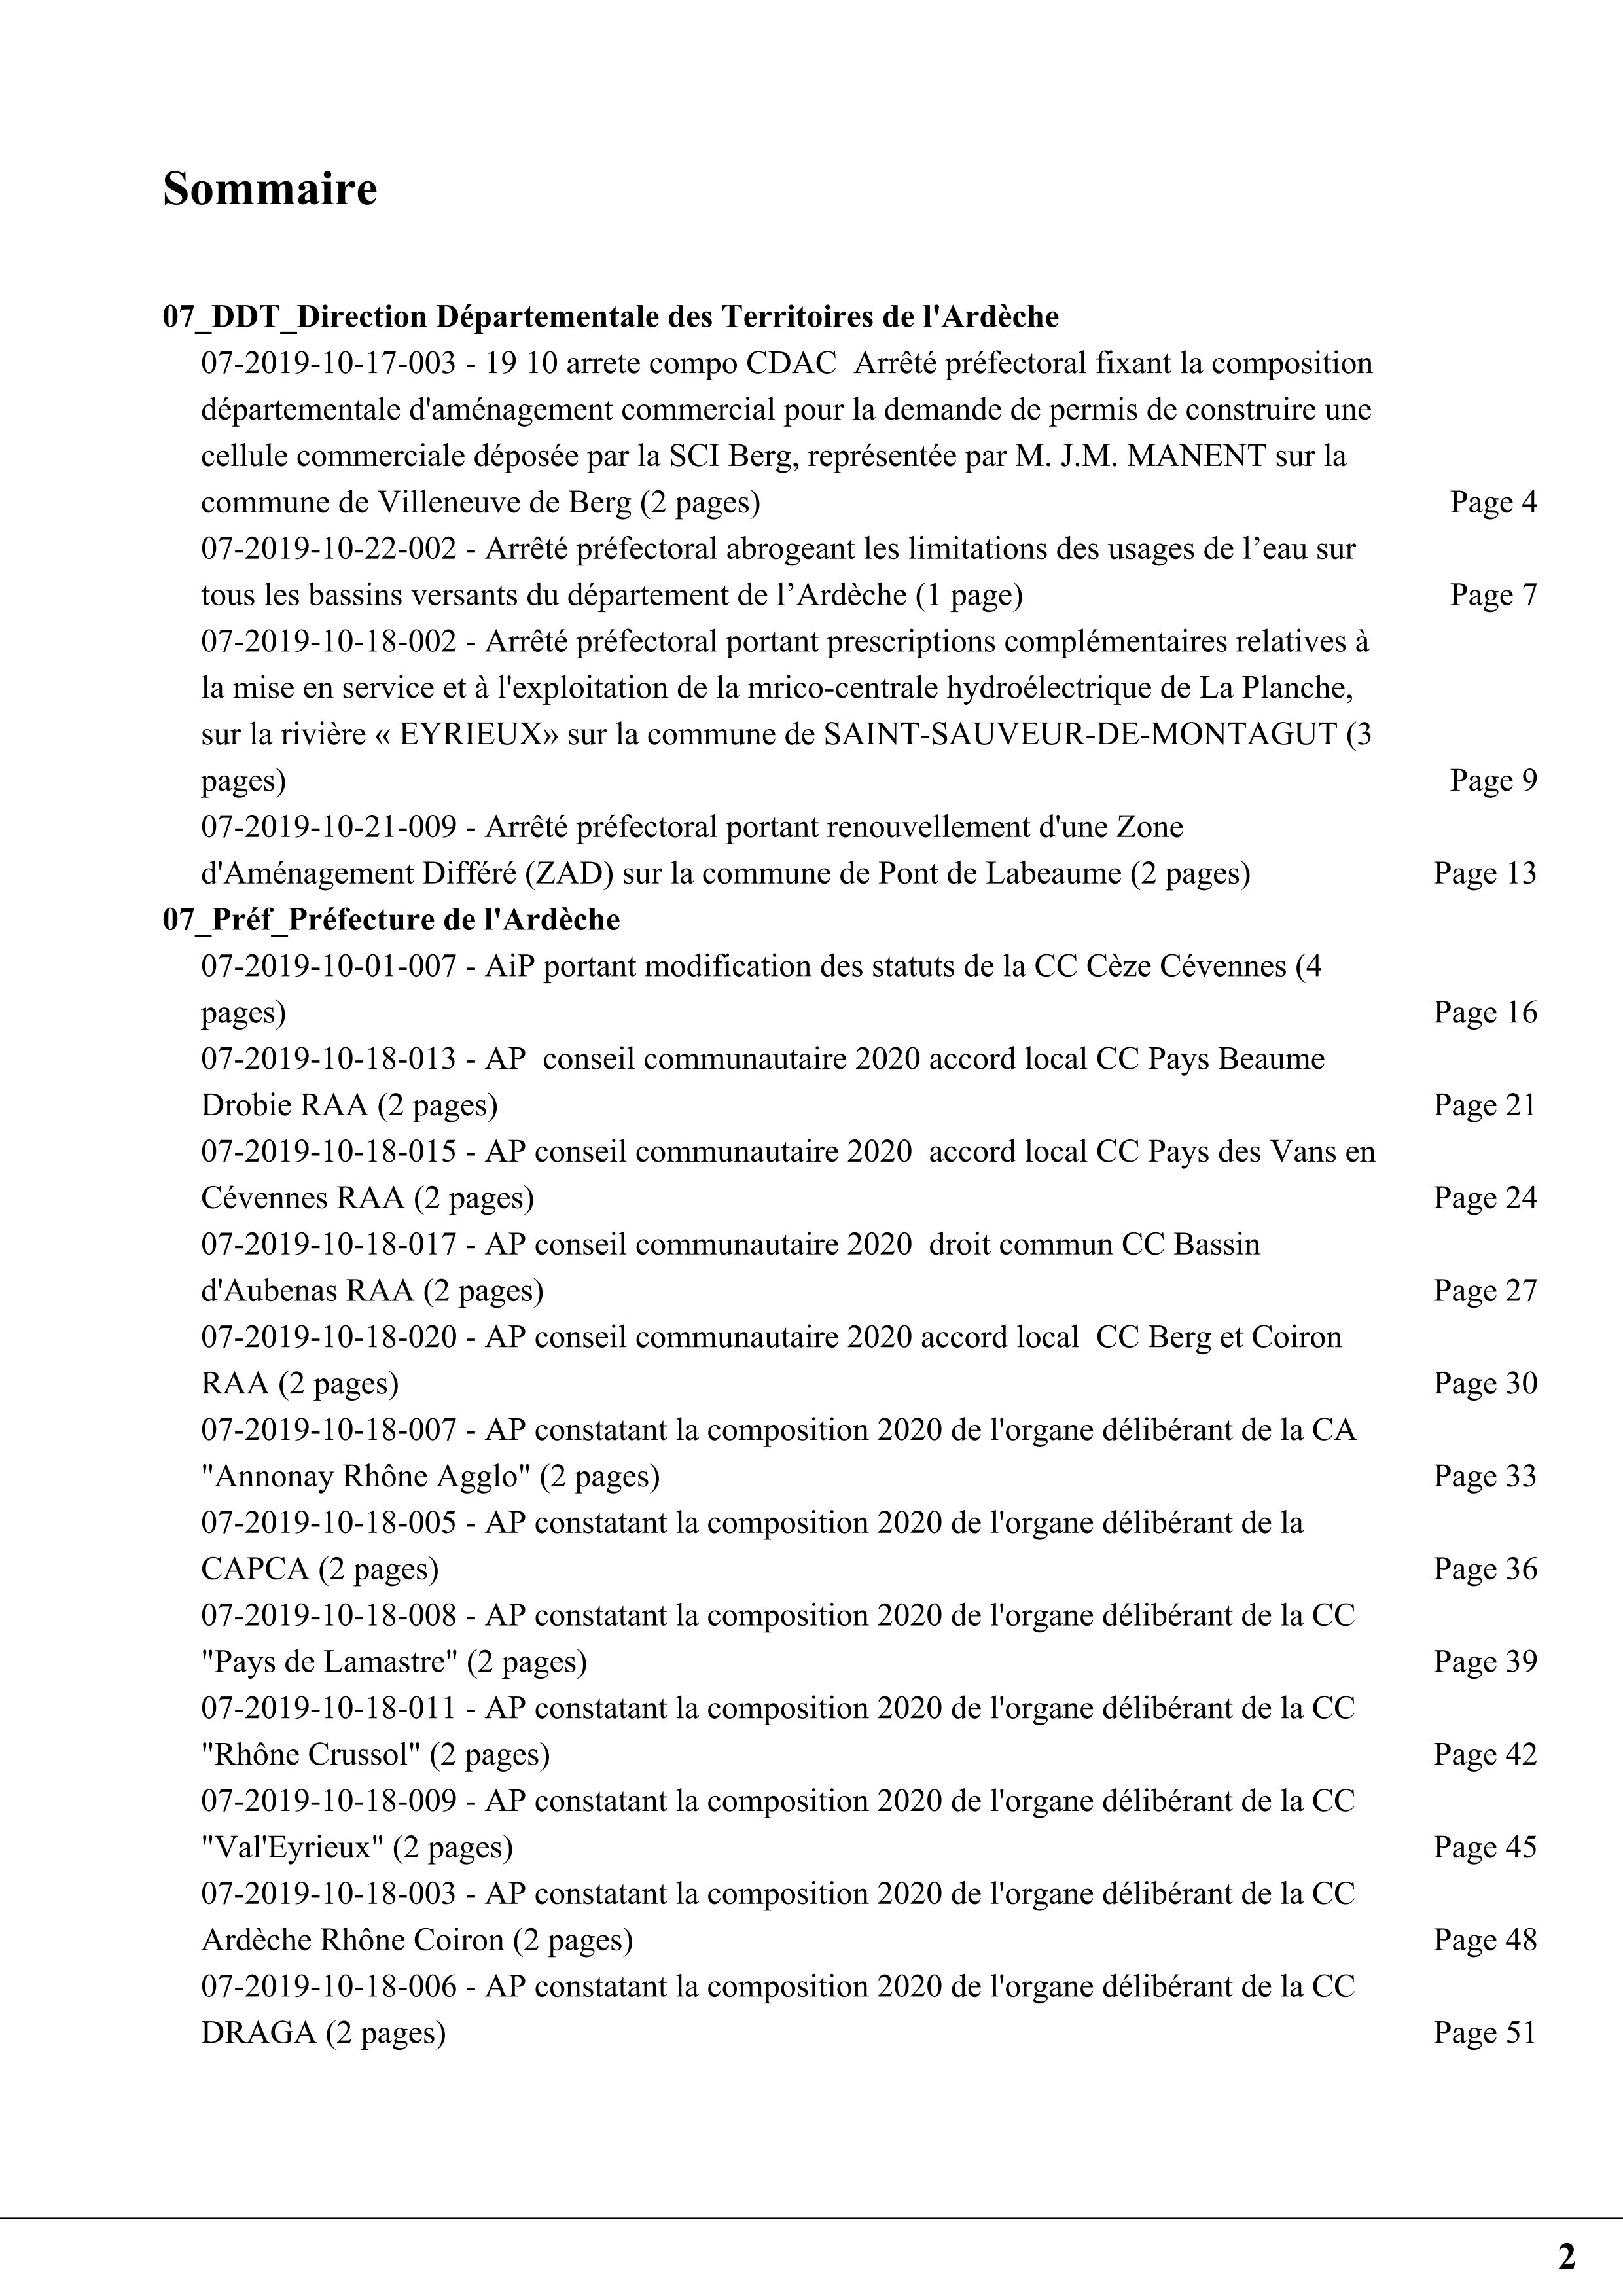 Sommaire
07_DDT_Direction Départementale des Territoires de l'Ardèche
07-2019-10-17-003 - 19 10 arrete compo CDAC  Arrêté préfectoral fixant la composition
départementale d'aménagement commercial pour la demande de permis de construire une
cellule commerciale déposée par la SCI Berg, représentée par M. J.M. MANENT sur la
commune de Villeneuve de Berg (2 pages) Page 4
07-2019-10-22-002 - Arrêté préfectoral abrogeant les limitations des usages de l’eau sur
tous les bassins versants du département de l’Ardèche (1 page) Page 7
07-2019-10-18-002 - Arrêté préfectoral portant prescriptions complémentaires relatives à
la mise en service et à l'exploitation de la mrico-centrale hydroélectrique de La Planche,
sur la rivière « EYRIEUX» sur la commune de SAINT-SAUVEUR-DE-MONTAGUT (3
pages) Page 9
07-2019-10-21-009 - Arrêté préfectoral portant renouvellement d'une Zone
d'Aménagement Différé (ZAD) sur la commune de Pont de Labeaume (2 pages) Page 13
07_Préf_Préfecture de l'Ardèche
07-2019-10-01-007 - AiP portant modification des statuts de la CC Cèze Cévennes (4
pages) Page 16
07-2019-10-18-013 - AP  conseil communautaire 2020 accord local CC Pays Beaume
Drobie RAA (2 pages) Page 21
07-2019-10-18-015 - AP conseil communautaire 2020  accord local CC Pays des Vans en
Cévennes RAA (2 pages) Page 24
07-2019-10-18-017 - AP conseil communautaire 2020  droit commun CC Bassin
d'Aubenas RAA (2 pages) Page 27
07-2019-10-18-020 - AP conseil communautaire 2020 accord local  CC Berg et Coiron
RAA (2 pages) Page 30
07-2019-10-18-007 - AP constatant la composition 2020 de l'organe délibérant de la CA
"Annonay Rhône Agglo" (2 pages) Page 33
07-2019-10-18-005 - AP constatant la composition 2020 de l'organe délibérant de la
CAPCA (2 pages) Page 36
07-2019-10-18-008 - AP constatant la composition 2020 de l'organe délibérant de la CC
"Pays de Lamastre" (2 pages) Page 39
07-2019-10-18-011 - AP constatant la composition 2020 de l'organe délibérant de la CC
"Rhône Crussol" (2 pages) Page 42
07-2019-10-18-009 - AP constatant la composition 2020 de l'organe délibérant de la CC
"Val'Eyrieux" (2 pages) Page 45
07-2019-10-18-003 - AP constatant la composition 2020 de l'organe délibérant de la CC
Ardèche Rhône Coiron (2 pages) Page 48
07-2019-10-18-006 - AP constatant la composition 2020 de l'organe délibérant de la CC
DRAGA (2 pages) Page 51
2